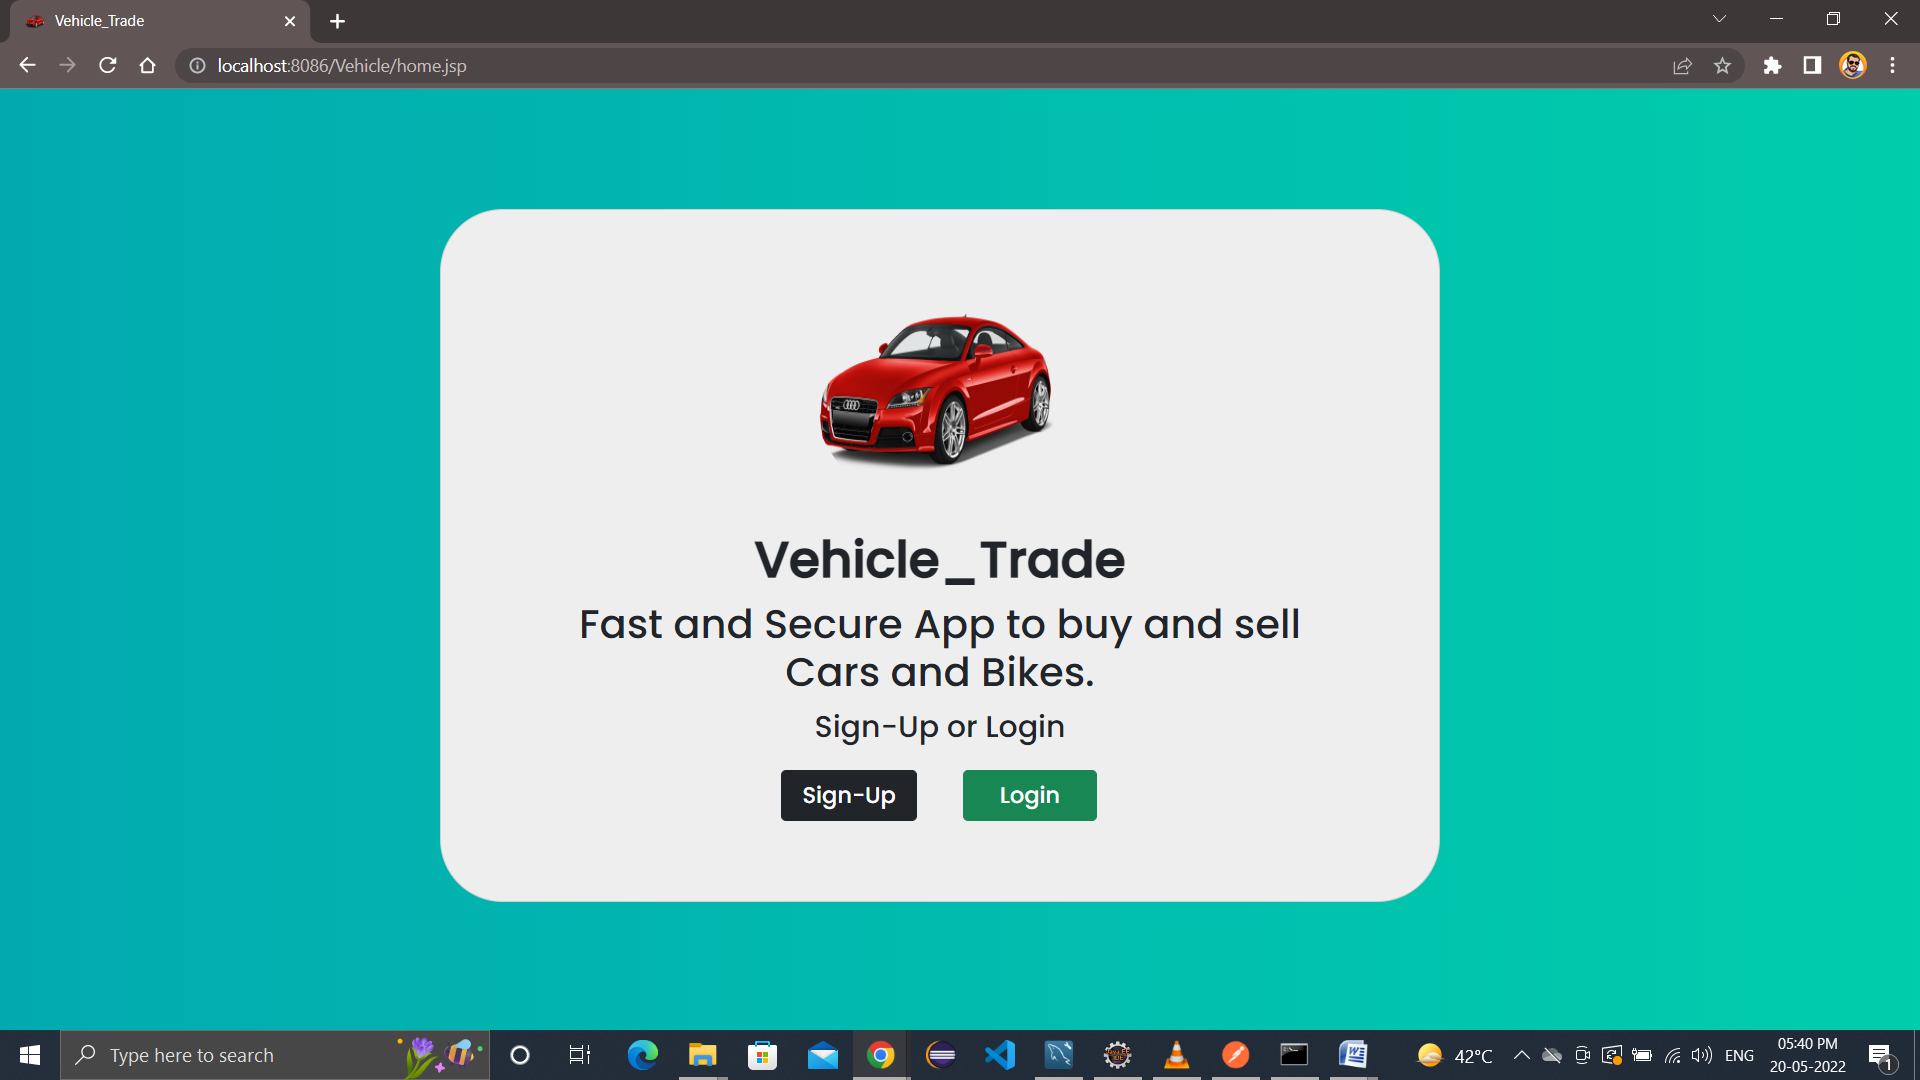 Vehicle_Trade
localhost:8086/Vehicle/home.jsp
Vehicle_Trade
Fast and Secure App to buy and sell
Cars and Bikes.
Sign-Up or Login
Sign-Up
Login
Type here to search
42°C
ENG
05:40 PM
20-05-2022
1